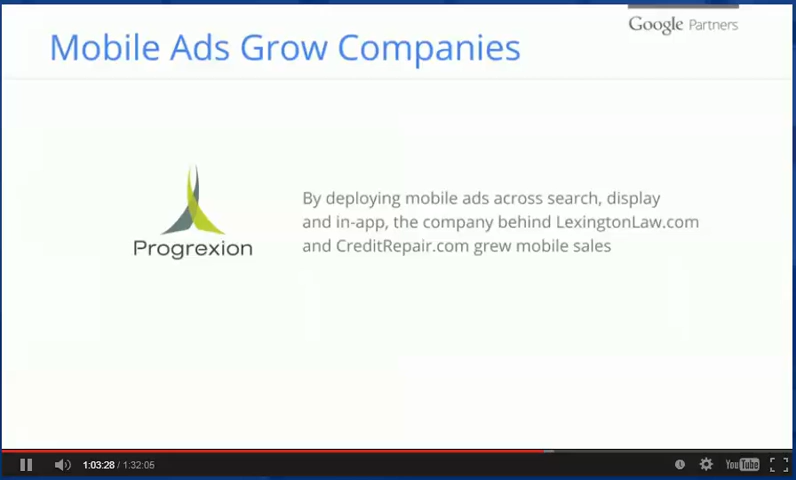 Google Partners
Mobile Ads Grow Companies
Progrexion
By deploying mobile ads across search, display
and in-app, the company behind LexingtonLaw.com
and CreditRepair.com grew mobile sales
1:03:28 / 1:32:05
YouTube